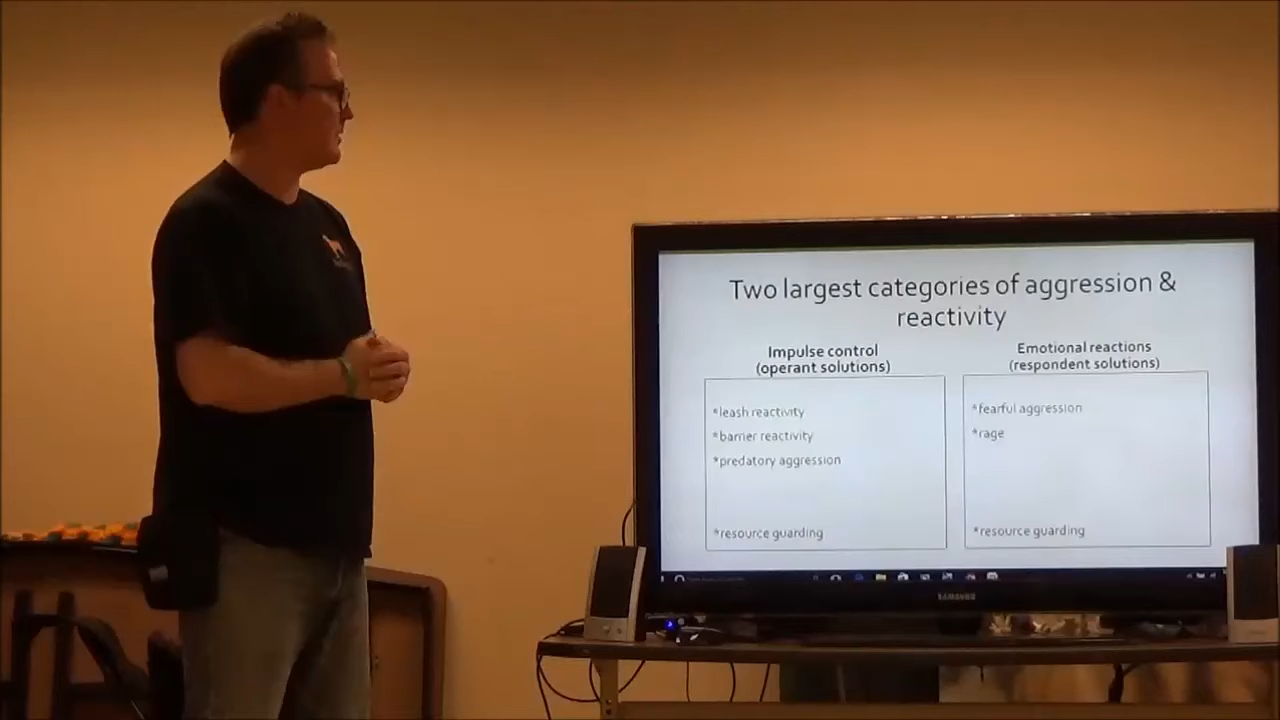 Two largest categories of aggression &
reactivity
Impulse control
(operant solutions)
*leash reactivity
*barrier reactivity
*predatory aggression
*resource guarding
Emotional reactions
(respondent solutions)
*fearful aggression
*rage
*resource guarding
SAMSUNG